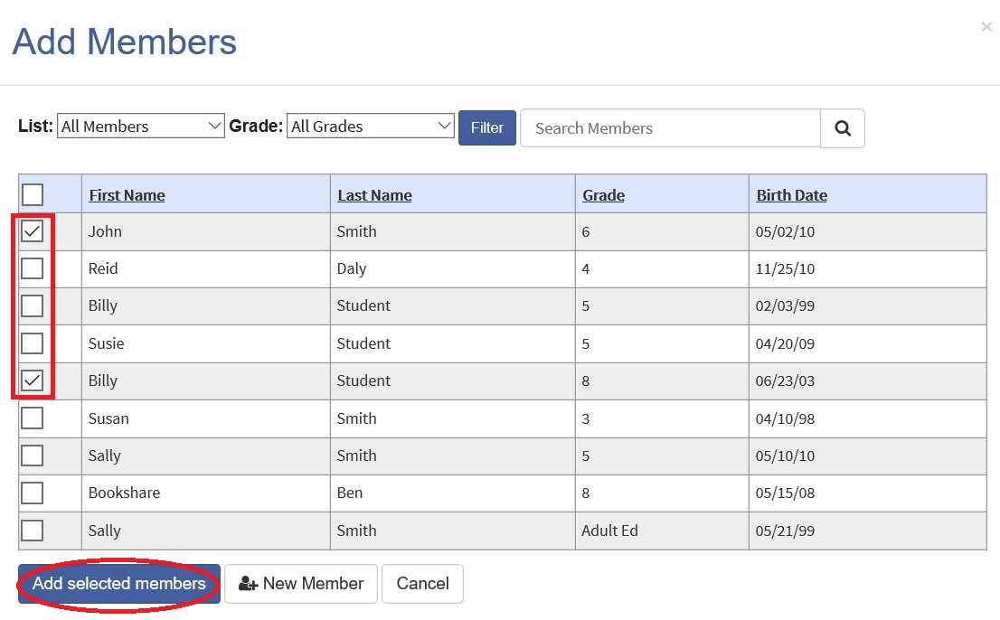 Add Members
×
List: All Members Grade: All Grades Filter Search Members
First Name Last Name Grade Birth Date
John Smith 6 05/02/10
Reid Daly 4 11/25/10
Billy Student 5 02/03/99
Susie Student 5 04/20/09
Billy Student 8 06/23/03
Susan Smith 3 04/10/98
Sally Smith 5 05/10/10
Bookshare Ben 8 05/15/08
Sally Smith Adult Ed 05/21/99
Add selected members New Member Cancel